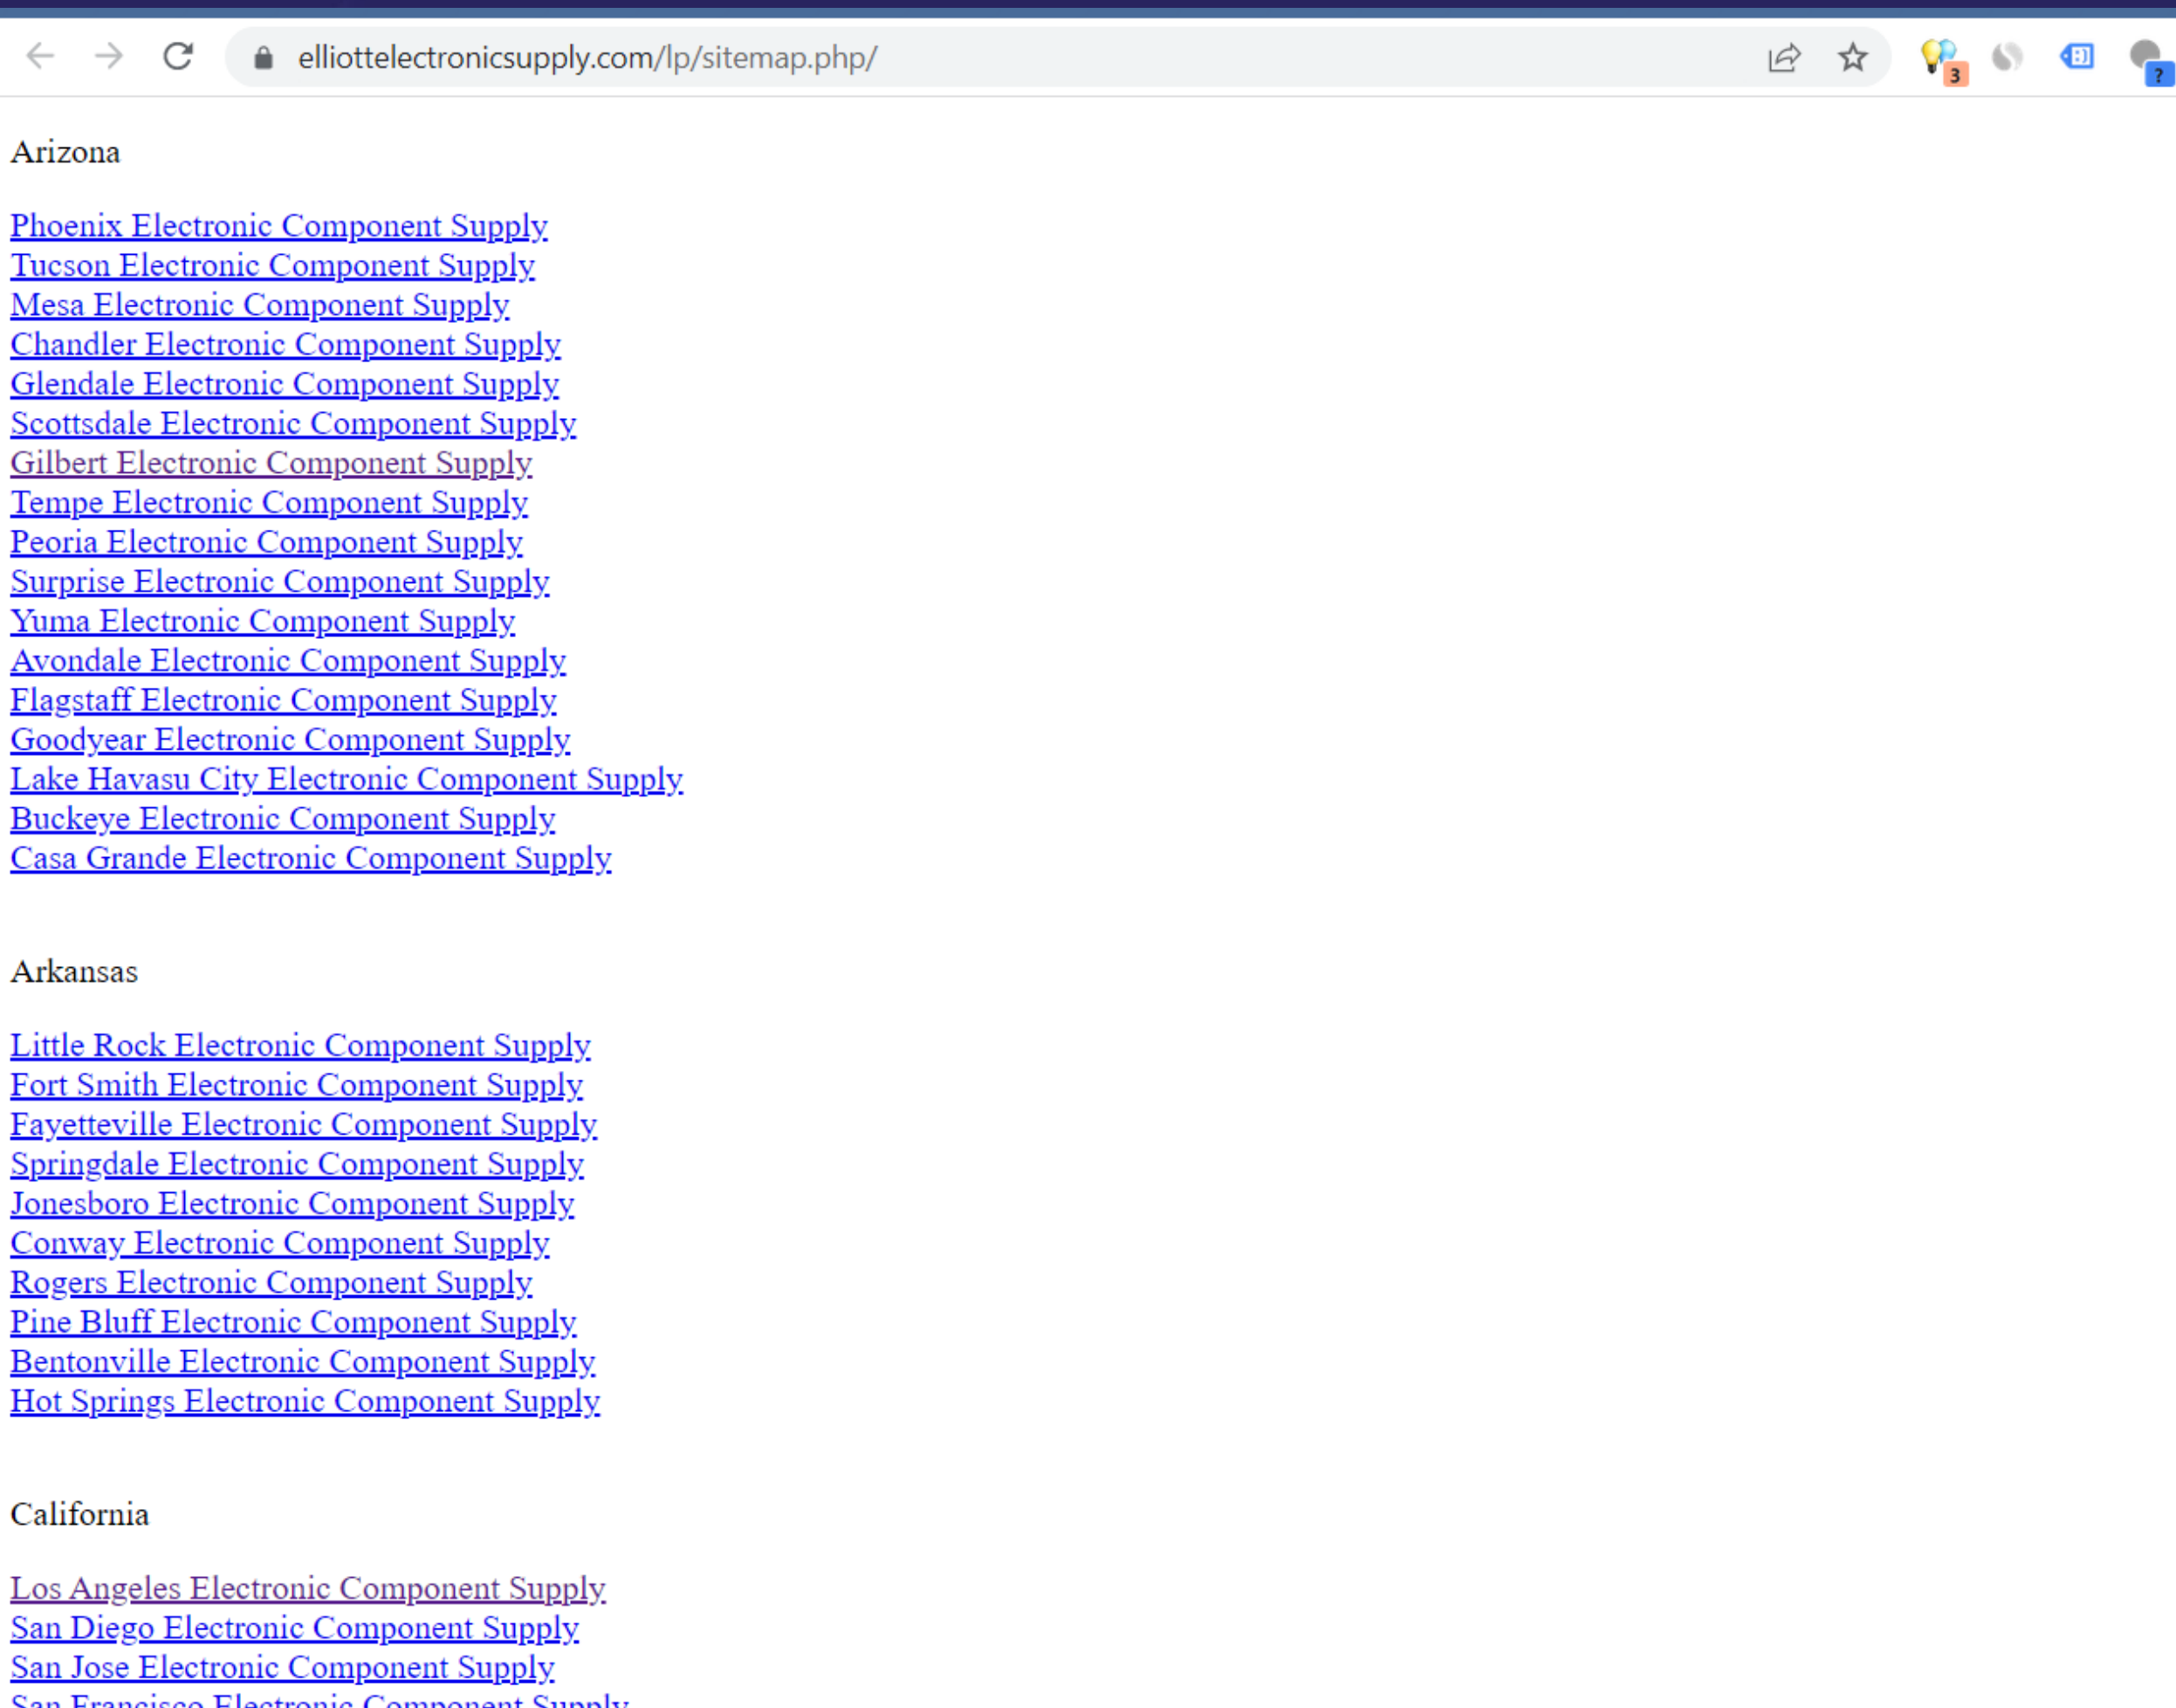 elliottelectronicsupply.com/lp/sitemap.php/
3
?
Arizona
Phoenix Electronic Component Supply
Tucson Electronic Component Supply
Mesa Electronic Component Supply
Chandler Electronic Component Supply
Glendale Electronic Component Supply
Scottsdale Electronic Component Supply
Gilbert Electronic Component Supply
Tempe Electronic Component Supply
Peoria Electronic Component Supply
Surprise Electronic Component Supply
Yuma Electronic Component Supply
Avondale Electronic Component Supply
Flagstaff Electronic Component Supply
Goodyear Electronic Component Supply
Lake Havasu City Electronic Component Supply
Buckeye Electronic Component Supply
Casa Grande Electronic Component Supply
Arkansas
Little Rock Electronic Component Supply
Fort Smith Electronic Component Supply
Fayetteville Electronic Component Supply
Springdale Electronic Component Supply
Jonesboro Electronic Component Supply
Conway Electronic Component Supply
Rogers Electronic Component Supply
Pine Bluff Electronic Component Supply
Bentonville Electronic Component Supply
Hot Springs Electronic Component Supply
California
Los Angeles Electronic Component Supply
San Diego Electronic Component Supply
San Jose Electronic Component Supply
San Francisco Electronic Component Supply